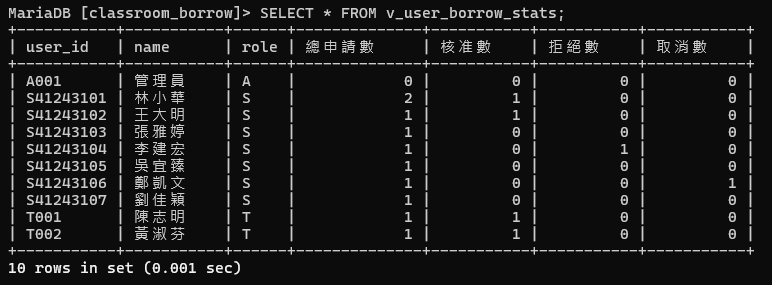 MariaDB [classroom_borrow]> SELECT * FROM v_user_borrow_stats;
+-----------+--------+------+--------------+-----------+-----------+-----------+
| user_id | name | role | 總申請數 | 核准數 | 拒絕數 | 取消數 |
+-----------+--------+------+--------------+-----------+-----------+-----------+
| A001 | 管理員 | A | 0 | 0 | 0 | 0 |
| S41243101 | 林小華 | S | 2 | 1 | 0 | 0 |
| S41243102 | 王大明 | S | 1 | 1 | 0 | 0 |
| S41243103 | 張雅婷 | S | 1 | 0 | 0 | 0 |
| S41243104 | 李建宏 | S | 1 | 0 | 1 | 0 |
| S41243105 | 吳宜臻 | S | 1 | 0 | 0 | 0 |
| S41243106 | 鄭凱文 | S | 1 | 0 | 0 | 1 |
| S41243107 | 劉佳穎 | S | 1 | 0 | 0 | 0 |
| T001 | 陳志明 | T | 1 | 1 | 0 | 0 |
| T002 | 黃淑芬 | T | 1 | 1 | 0 | 0 |
+-----------+--------+------+--------------+-----------+-----------+-----------+
10 rows in set (0.001 sec)